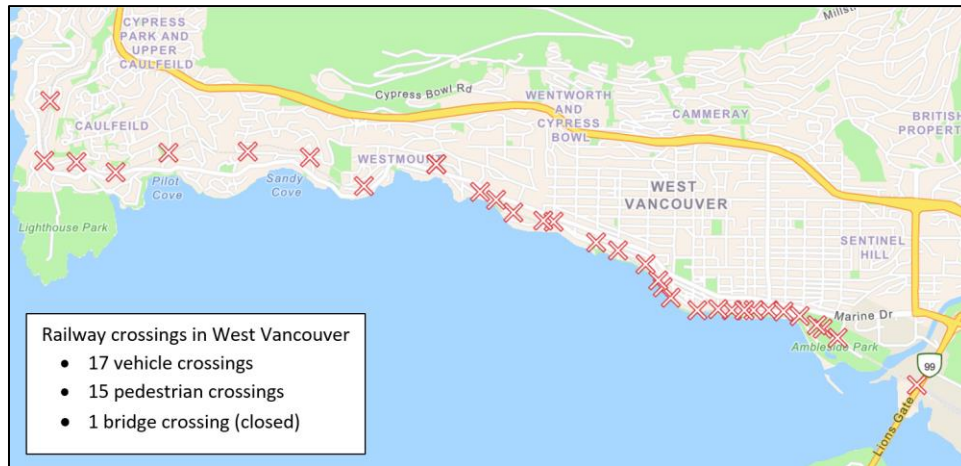 CYPRESS
PARK AND
UPPER
CAULFEILD
Cypress Bowl Rd
Millst
WENTWORTH
AND
CYPRESS
BOWL
CAMMERAY
BRITISH
PROPERT
CAULFEILD
WESTMOUNT
Pilot
Cove
Sandy
Cove
WEST
VANCOUVER
Lighthouse Park
SENTINEL
HILL
Marine Dr
Ambleside Park
99
Lions Gate
Railway crossings in West Vancouver
• 17 vehicle crossings
• 15 pedestrian crossings
• 1 bridge crossing (closed)